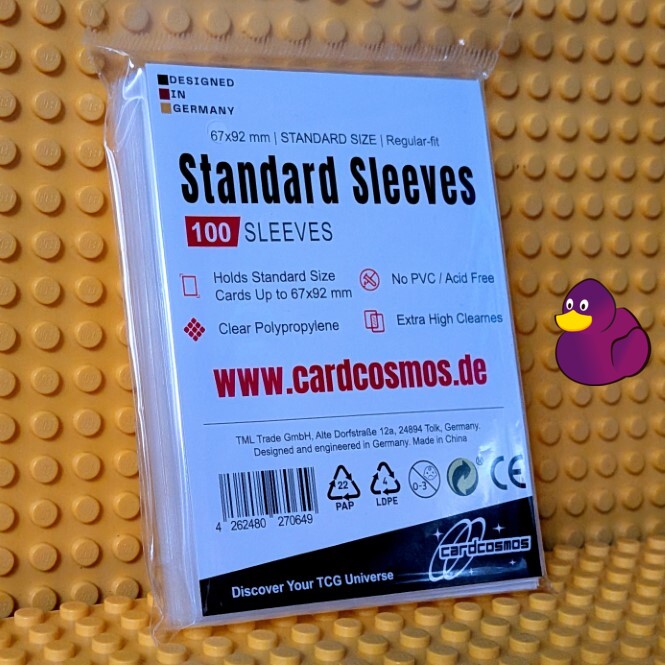 DESIGNED
IN
GERMANY
67x92 mm | STANDARD SIZE | Regular-fit
Standard Sleeves
100 SLEEVES
Holds Standard Size
Cards Up to 67x92 mm
No PVC / Acid Free
Clear Polypropylene
Extra High Clearnes
www.cardcosmos.de
TML Trade GmbH, Alte Dorfstraße 12a, 24894 Tolk, Germany.
Designed and engineered in Germany. Made in China
4 262480 270649
22
PAP
4
LDPE
0-3
®
CE
cardcosmos
Discover Your TCG Universe